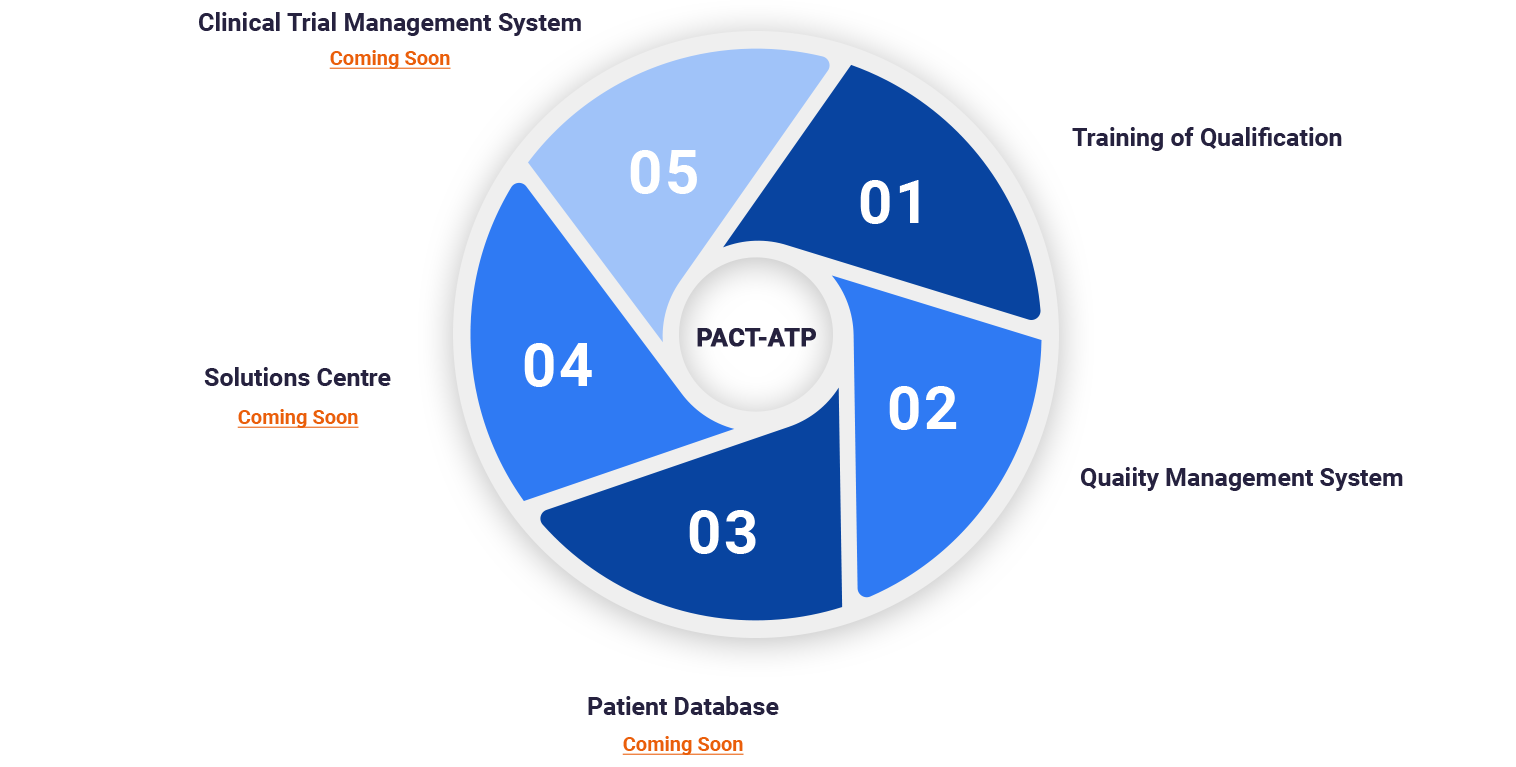 Clinical Trial Management System
Coming Soon
05
01
Training of Qualification
PACT-ATP
04
Solutions Centre
Coming Soon
02
Quaiity Management System
03
Patient Database
Coming Soon